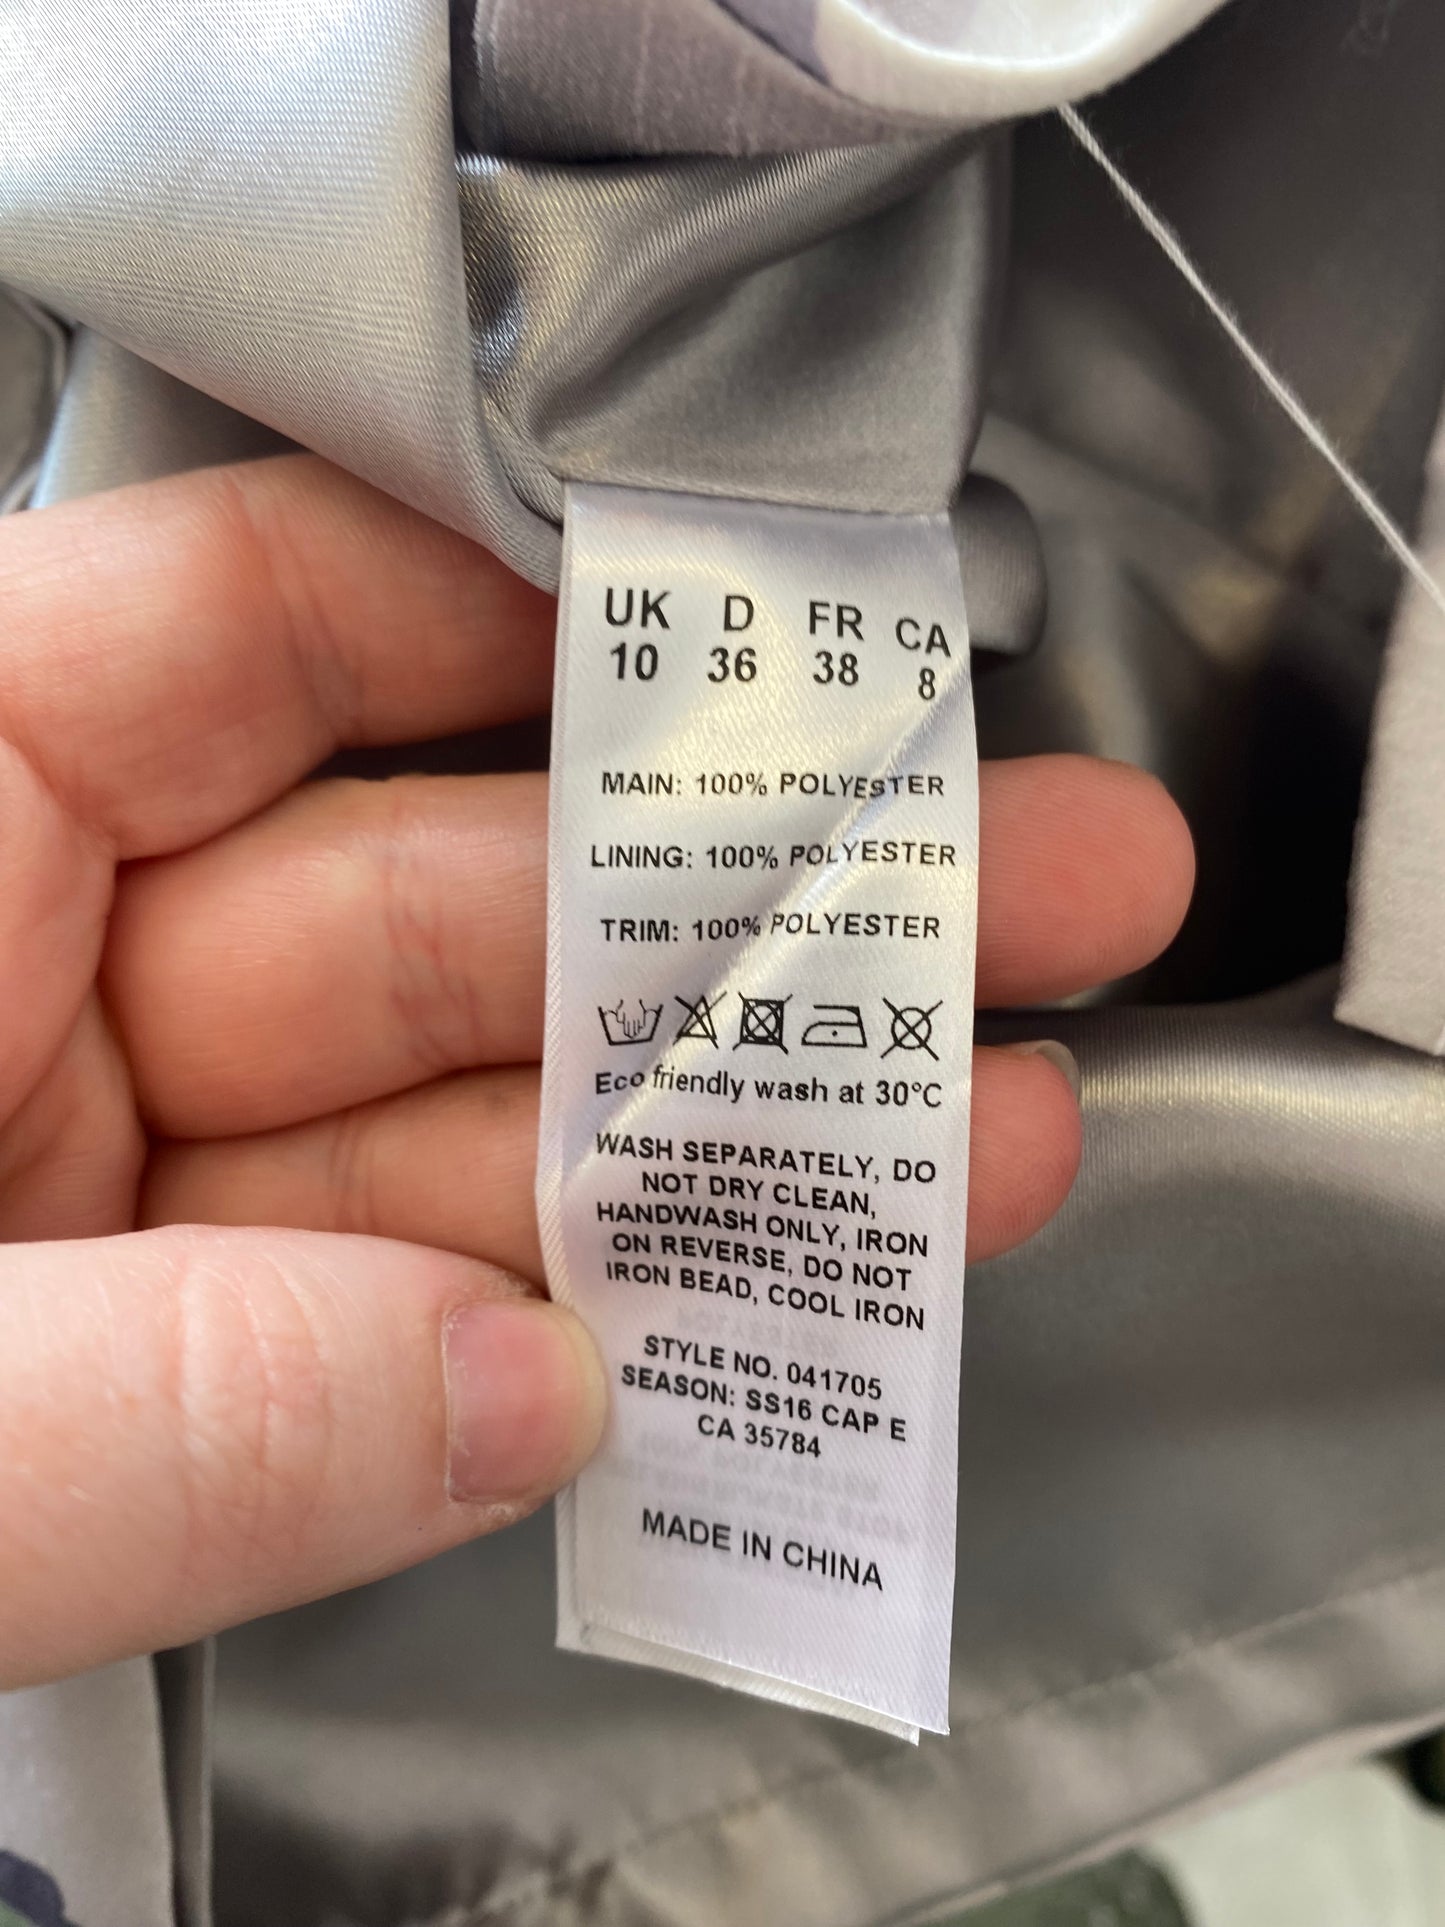 UK D FR CA
10 36 38 8
MAIN: 100% POLYESTER
LINING: 100% POLYESTER
TRIM: 100% POLYESTER
Eco friendly wash at 30°C
WASH SEPARATELY, DO
NOT DRY CLEAN,
HANDWASH ONLY, IRON
ON REVERSE, DO NOT
IRON BEAD, COOL IRON
STYLE NO. 041705
SEASON: SS16 CAP E
CA 35784
MADE IN CHINA